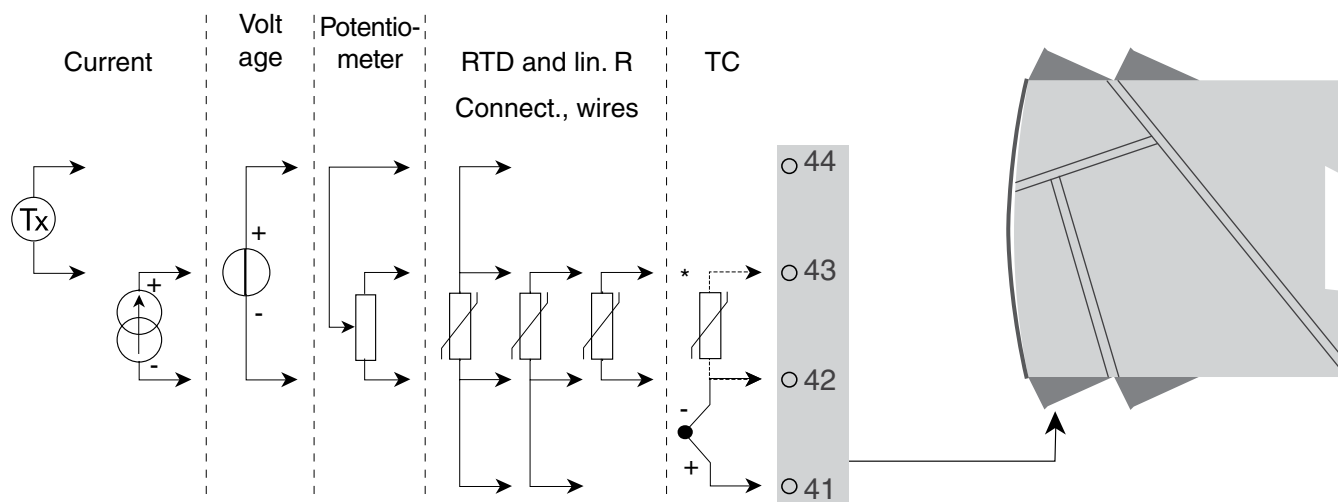 Current
Volt
age
Potentio-
meter
RTD and lin. R
Connect., wires
TC
Tx
+
-
+
-
*
-
+
44
43
42
41